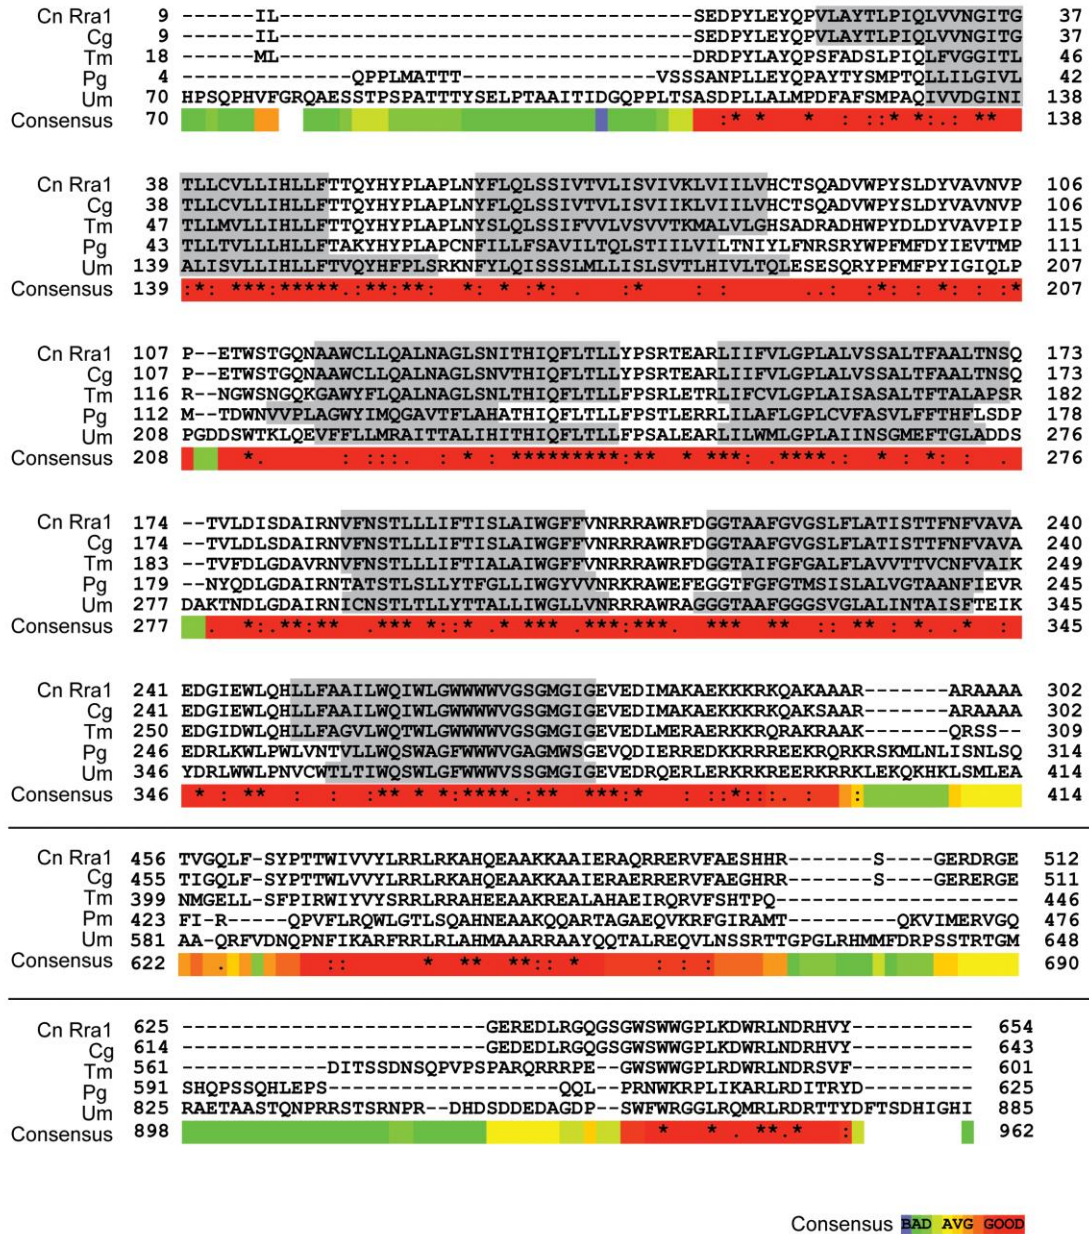 Cn Rra1 9 ------IL----------------------------------SEDPYLEYQPVLAYTLPIQLVVNGITG 37
Cg 9 ------IL----------------------------------SEDPYLEYQPVLAYTLPIQLVVNGITG 37
Tm 18 ------ML----------------------------------DRDPYLAYQPSFADSLPIQLFVGGITL 46
Pg 4 --------------QPPLMATTT----------------VSSSANPLLEYQPAYTYSMPTQLLILGIVL 42
Um 70 HPSQPHVFGRQAESSTPSPATTTYSELPTAAITIDGQPPLTSASDPLLALMPDFAFSMPAQIVVDGINI 138
Consensus 70 :* * * : :: * * * :.: ** 138
Cn Rra1 38 TLLCVLLIHLLFTTQYHYPLAPLNYFLQLSSIVTVLISVIVKLVIILVHCTSQADVWPYSLDYVAVNVP 106
Cg 38 TLLCVLLIHLLFTTQYHYPLAPLNYFLQLSSIVTVLISVIIKLVIILVHCTSQADVWPYSLDYVAVNVP 106
Tm 47 TLLMVLLIHLLFTTQYHYPLAPLNYSLQLSSIFVVLVSVVTKMALVLGHSADRADHWPYDLDYVAVPIP 115
Pg 43 TLLTVLLLHLLFTAKYHYPLAPCNFILLFSAVILTQLSTIILVILTNIYLFNRSRYWPFMFDYIEVTMP 111
Um 139 ALISVLLIHLLFTVQYHFPLSRKNFYLQISSSLMLLISLSVTLHIVLTQLESESQRYPFMFPYIGIQLP 207
Consensus 139 :*: ***:*****.:**:**: *: * :*: . :* : : ..: :*: *: : :* 207
Cn Rra1 107 P--ETWSTGQNAAWCLLQALNAGLSNITHIQFLTLLYPSRTEARLIIFVLGPLALVSSALTFAALTNSQ 173
Cg 107 P--ETWSTGQNAAWCLLQALNAGLSNVTHIQFLTLLYPSRTEARLIIFVLGPLALVSSALTFAALTNSQ 173
Tm 116 R--NGWSNGQKGAWYFLQALNSGLTNLTHIQFLTLLFPSRLETRLIFCVLGPLAISASALTFTALAPSR 182
Pg 112 M--TDWNVVPLAGWYIMQGAVTFLAHATHIQFLTLLFPSTLERRLILAFLGPLCVFASVLFFTHFLSDP 178
Um 208 PGDDSWTKLQEVFFLLMRAITTALIHITHIQFLTLLFPSALEARLILWMLGPLAIINSGMEFTGLADDS 276
Consensus 208 *. : ::: . : * : *********:** * ***: .****.: * : *: : . 276
Cn Rra1 174 --TVLDISDAIRNVFNSTLLLIFTISLAIWGFFVNRRRAWRFDGGTAAFGVGSLFLATISTTFNFVAVA 240
Cg 174 --TVLDLSDAIRNVFNSTLLLIFTISLAIWGFFVNRRRAWRFDGGTAAFGVGSLFLATISTTFNFVAVA 240
Tm 183 --TVFDLGDAVRNVFNSTLLLIFTIALAIWGFFVNRRRAWRFDGGTAIFGFGALFLAVVTTVCNFVAIK 249
Pg 179 --NYQDLGDAIRNTATSTLSLLYTFGLLIWGYVVNRKRAWEFEGGTFGFGTMSISLALVGTAANFIEVR 245
Um 277 DAKTNDLGDAIRNICNSTLTLLYTTALLIWGLLVNRRRAWRAGGGTAAFGGGSVGLALINTAISFTEIK 345
Consensus 277 . *:.**:** .*** *::* .* *** .***:***. *** ** :: ** : *. .* : 345
Cn Rra1 241 EDGIEWLQHLLFAAILWQIWLGWWWWVGSGMGIGEVEDIMAKAEKKKRKQAKAAAR-------ARAAAA 302
Cg 241 EDGIEWLQHLLFAAILWQIWLGWWWWVGSGMGIGEVEDIMAKAEKKKRKQAKSAAR-------ARAAAA 302
Tm 250 EDGIDWLQHLLFAGVLWQTWLGWWWWVGSGMGIGEVEDLMERAERKKRQAKRAAK-------QRSS-- 309
Pg 246 EDRLKWLPWLVNTVLLWQSWAGFWWWVGAGMWSGEVQDIERREDKKRRREEKRQRKRSKMLNLISNLSQ 314
Um 346 YDRLWWLPNVCWTLTIWQSWLGFWWWVSSGMGIGEVEDRQERLERKKRKREERKRRKLEKQKHKLSMLEA 414
Consensus 346 * : ** : : :** * *:****.:** ***:* : ::*:::. . : : 414
Cn Rra1 456 TVGQLF-SYPTTWIVVYLRRLRKAHQEAAKKAAIERAQRRERVFAESHHR-------S----GERDRGE 512
Cg 455 TIGQLF-SYPTTWLVVYLRRLRKAHQEAAKKAAIERAERRERVFAEGHRR-------S----GERERGE 511
Tm 399 NMGELL-SFPIRWIYVYSRRLRRAHEEAAKREALAHAEIRQRVFSHTPQ-------------------- 446
Pm 423 FI-R----QPVFLRQWLGTLSQAHNEAAKQQARTAGAEQVKRFGIRAMT---------QKVIMERVGQ 476
Um 581 AA-QRFVDNQPNFIKARFRRLRLAHMAAARRAAYQQTALREQVLNSSRTTGPGLRHMMFDRPSSTRTGM 648
Consensus 622 . :: * ** **:: * : : : 690
Cn Rra1 625 -------------------------GEREDLRGQGSGWSWWGPLKDWRLNDRHVY---------- 654
Cg 614 -------------------------GEDEDLRGQGSGWSWWGPLKDWRLNDRHVY---------- 643
Tm 561 ------------DITSSDNSQPVPSPARQRRRPE--GWSWWGPLRDWRLNDRSVF---------- 601
Pg 591 SHQPSSQHLEPS-------------------QQL--PRNWKRPLIKARLRDITRYD--------- 625
Um 825 RAETAASTQNPRRSTSRNPR--DHDSDDEDAGDP--SWFWRGGLRQMRLRDRTTYDFTSDHIGHI 885
Consensus 898 * * . **.* : 962
Consensus BAD AVG GOOD